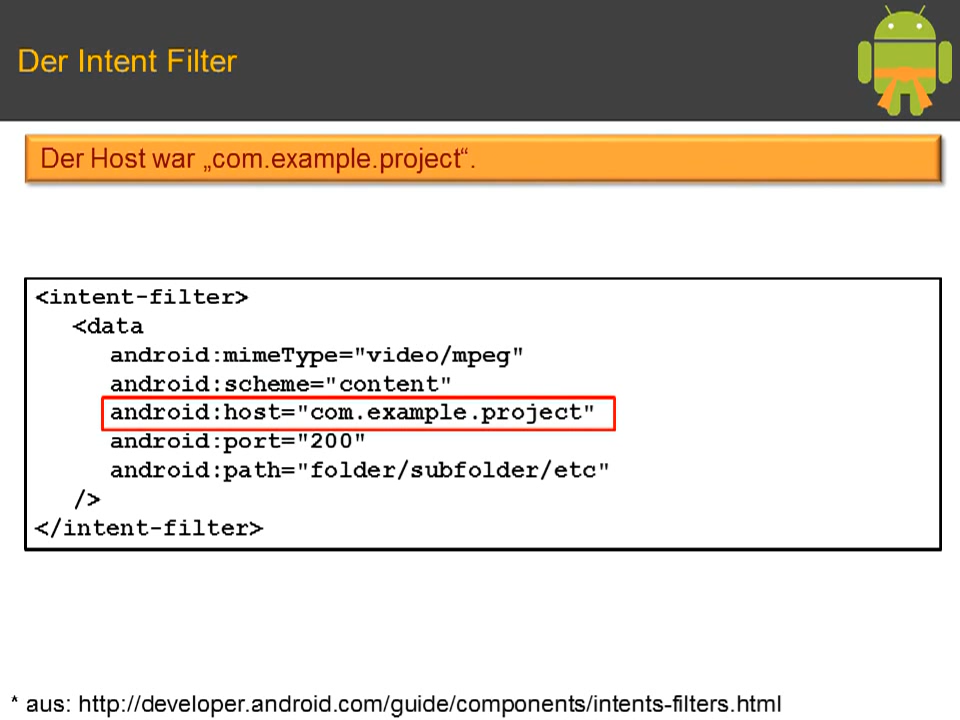 Der Intent Filter
Der Host war „com.example.project“.
<intent-filter>
<data
android:mimeType="video/mpeg"
android:scheme="content"
android:host="com.example.project"
android:port="200"
android:path="folder/subfolder/etc"
/>
</intent-filter>
* aus: http://developer.android.com/guide/components/intents-filters.html